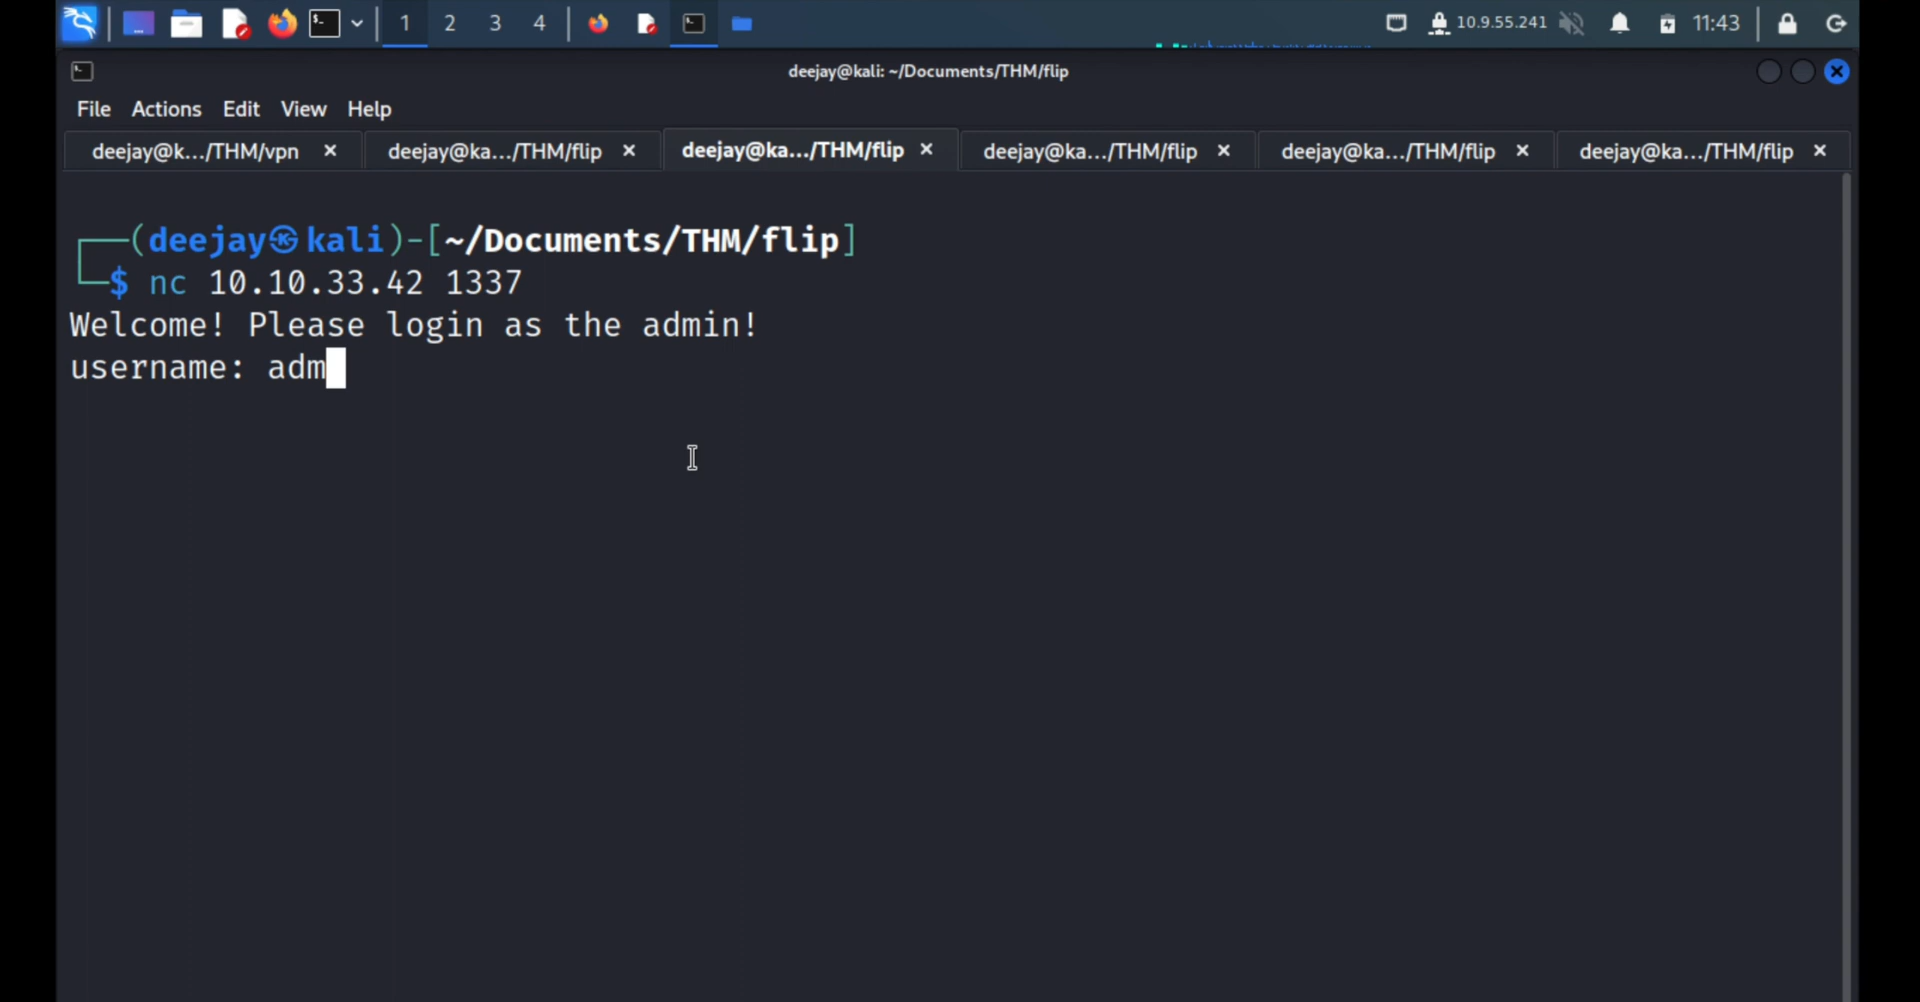 1 2 3 4 10.9.55.241 11:43
deejay@kali: ~/Documents/THM/flip
File Actions Edit View Help
deejay@k.../THM/vpn × deejay@ka.../THM/flip × deejay@ka.../THM/flip × deejay@ka.../THM/flip × deejay@ka.../THM/flip × deejay@ka.../THM/flip ×
┌──(deejay㉿kali)-[~/Documents/THM/flip]
└─$ nc 10.10.33.42 1337
Welcome! Please login as the admin!
username: adm